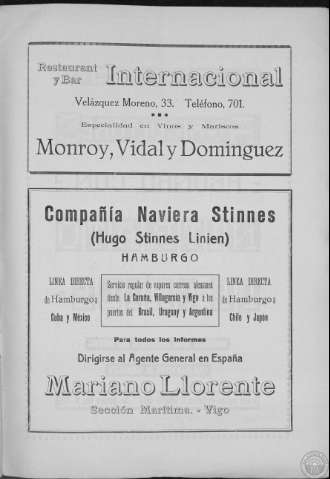 Restaurant
y Bar
Internacional
Velázquez Moreno, 33. Teléfono, 701.
Especialidad en Vinos y Mariscos
Monroy, Vidal y Domínguez
Compañía Naviera Stinnes
(Hugo Stinnes Linien)
HAMBURGO
LINEA DIRECTA
de Hamburgo a
Cuba y México
Servicio regular de vapores correos alemanes
desde La Coruña, Villagarcía y Vigo a los
puertos del Brasil, Uruguay y Argentina
LINEA DIRECTA
de Hamburgo a
Chile y Japón
Para todos los informes
Dirigirse al Agente General en España
Mariano Llorente
Sección Marítima. - Vigo